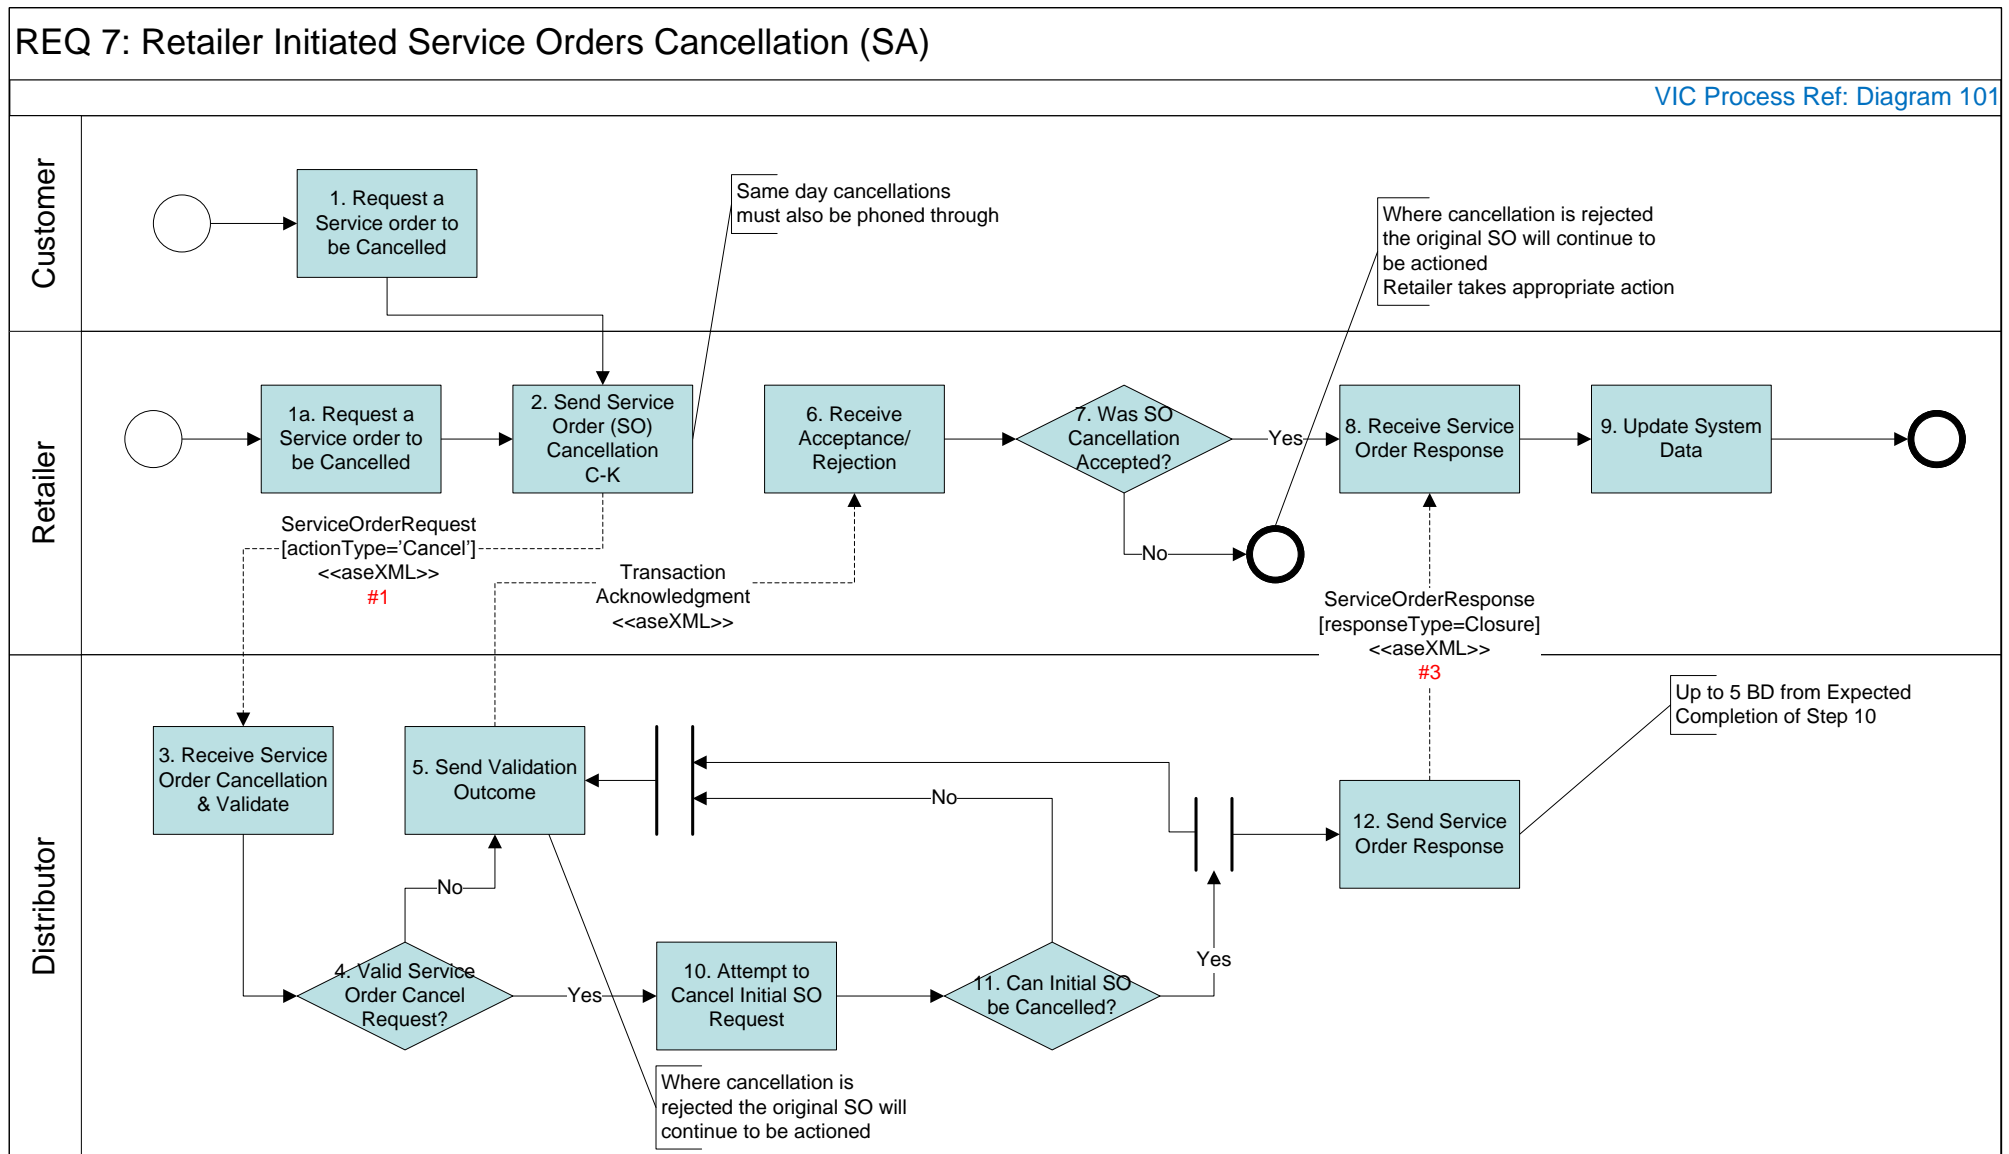 REQ 7: Retailer Initiated Service Orders Cancellation (SA)
VIC Process Ref: Diagram 101
Customer
1. Request a
Service order to
be Cancelled
Same day cancellations
must also be phoned through
Where cancellation is rejected
the original SO will continue to
be actioned
Retailer takes appropriate action
Retailer
1a. Request a
Service order to
be Cancelled
2. Send Service
Order (SO)
Cancellation
C-K
6. Receive
Acceptance/
Rejection
7. Was SO
Cancellation
Accepted?
Yes
8. Receive Service
Order Response
9. Update System
Data
No
ServiceOrderRequest
[actionType='Cancel']
<<aseXML>>
#1
Transaction
Acknowledgment
<<aseXML>>
ServiceOrderResponse
[responseType=Closure]
<<aseXML>>
#3
Distributor
3. Receive Service
Order Cancellation
& Validate
5. Send Validation
Outcome
No
Up to 5 BD from Expected
Completion of Step 10
12. Send Service
Order Response
No
4. Valid Service
Order Cancel
Request?
Yes
10. Attempt to
Cancel Initial SO
Request
11. Can Initial SO
be Cancelled?
Yes
Where cancellation is
rejected the original SO will
continue to be actioned